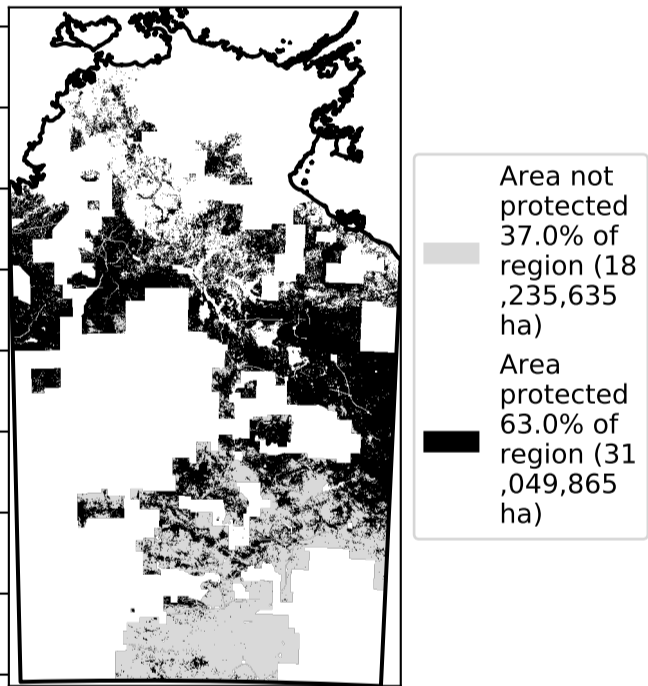 Area not
protected
37.0% of
region (18
,235,635
ha)
Area
protected
63.0% of
region (31
,049,865
ha)